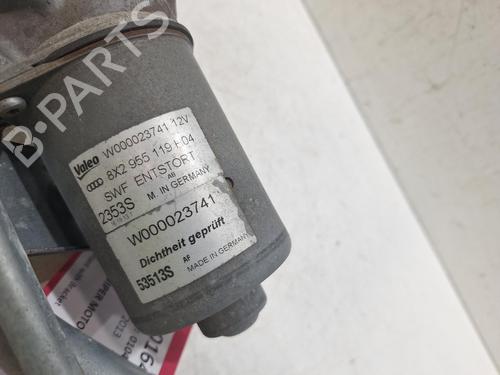 B-PARTS
Valeo W000023741 12V
8X2 955 119 H04
SWF ENTSTÖRT
2353S AB M. IN GERMANY
W000023741
Dichtheit geprüft
53513S AF MADE IN GERMANY
2013